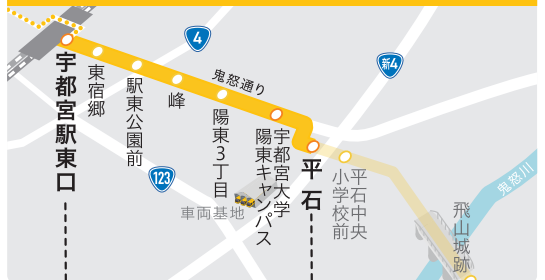 4
新4
鬼怒通り
宇都宮駅東口
東宿郷
駅東公園前
峰
陽東3丁目
宇都宮大学
陽東キャンパス
平石
平石中央
小学校前
飛山城跡
鬼怒川
123
車両基地